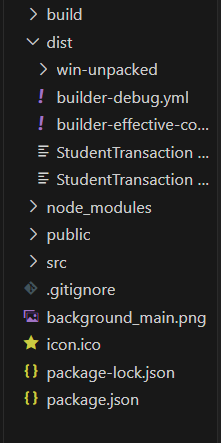 build
dist
win-unpacked
builder-debug.yml
builder-effective-co...
StudentTransaction ...
StudentTransaction ...
node_modules
public
src
.gitignore
background_main.png
icon.ico
package-lock.json
package.json